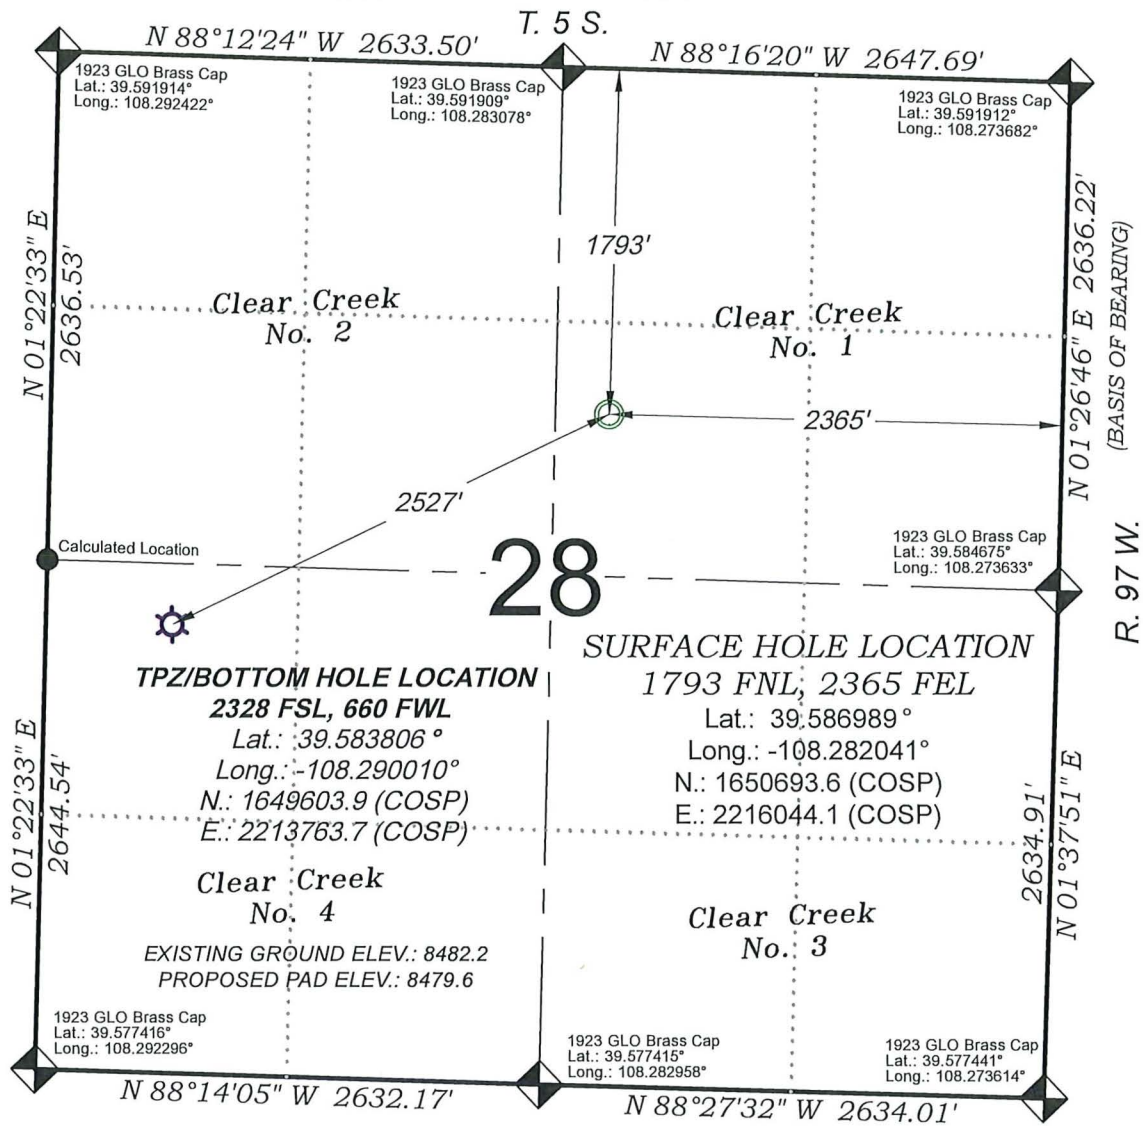 T. 5 S.
N 88°12'24" W 2633.50'
N 88°16'20" W 2647.69'
1923 GLO Brass Cap
Lat.: 39.591914°
Long.: 108.292422°
1923 GLO Brass Cap
Lat.: 39.591909°
Long.: 108.283078°
1923 GLO Brass Cap
Lat.: 39.591912°
Long.: 108.273682°
N 01°22'33" E
2636.53'
1793'
N 01°26'46" E 2636.22'
(BASIS OF BEARING)
Clear Creek
No. 2
Clear Creek
No. 1
2365'
2527'
Calculated Location
28
1923 GLO Brass Cap
Lat.: 39.584675°
Long.: 108.273633°
R. 97 W.
TPZ/BOTTOM HOLE LOCATION
2328 FSL, 660 FWL
Lat.: 39.583806°
Long.: -108.290010°
N.: 1649603.9 (COSP)
E.: 2213763.7 (COSP)
SURFACE HOLE LOCATION
1793 FNL, 2365 FEL
Lat.: 39.586989°
Long.: -108.282041°
N.: 1650693.6 (COSP)
E.: 2216044.1 (COSP)
N 01°22'33" E
2644.54'
2634.91'
N 01°37'51" E
Clear Creek
No. 4
Clear Creek
No. 3
EXISTING GROUND ELEV.: 8482.2
PROPOSED PAD ELEV.: 8479.6
1923 GLO Brass Cap
Lat.: 39.577416°
Long.: 108.292296°
1923 GLO Brass Cap
Lat.: 39.577415°
Long.: 108.282958°
1923 GLO Brass Cap
Lat.: 39.577441°
Long.: 108.273614°
N 88°14'05" W 2632.17'
N 88°27'32" W 2634.01'